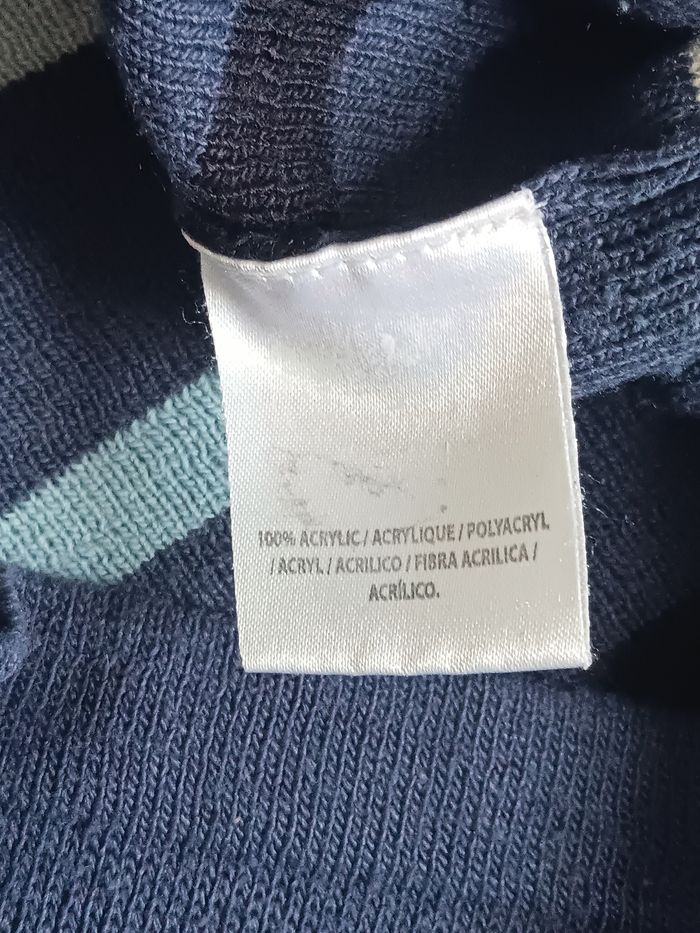 100% ACRYLIC / ACRYLIQUE / POLYACRYL
/ ACRYL / ACRILICO / FIBRA ACRILICA /
ACRÍLICO.